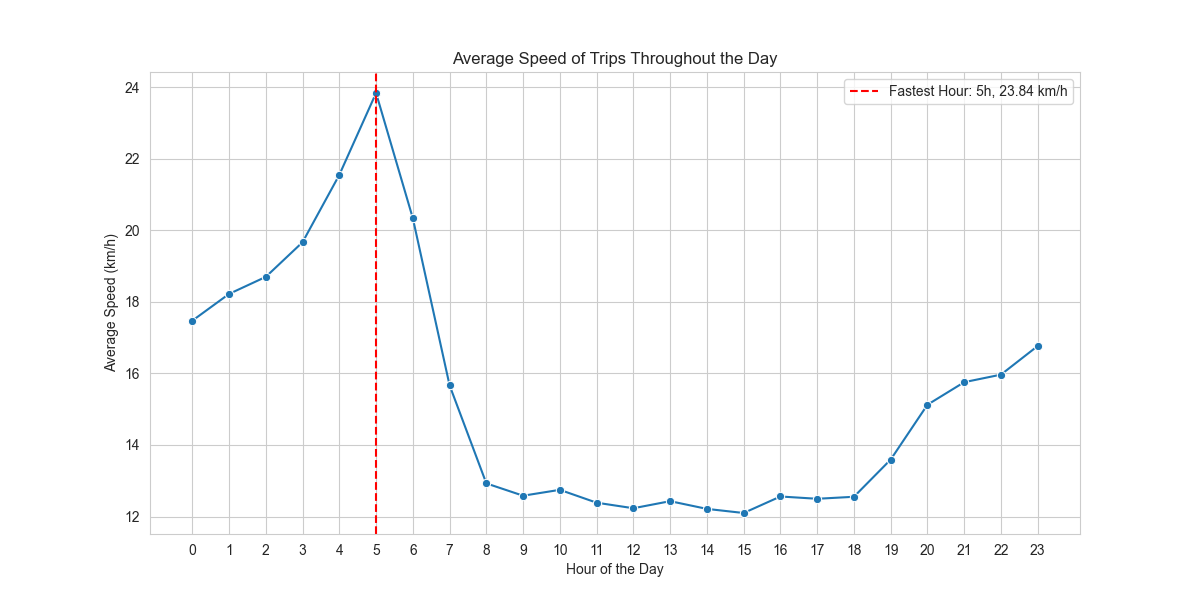 Average Speed of Trips Throughout the Day
Fastest Hour: 5h, 23.84 km/h
Average Speed (km/h)
24
22
20
18
16
14
12
0 1 2 3 4 5 6 7 8 9 10 11 12 13 14 15 16 17 18 19 20 21 22 23
Hour of the Day